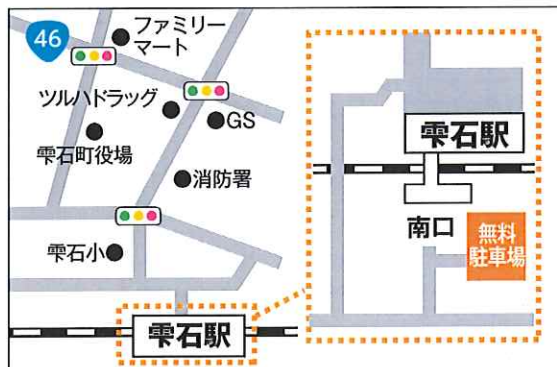 46
ファミリー
マート
ツルハドラッグ
GS
雫石町役場
消防署
雫石小
雫石駅
雫石駅
南口
無料
駐車場